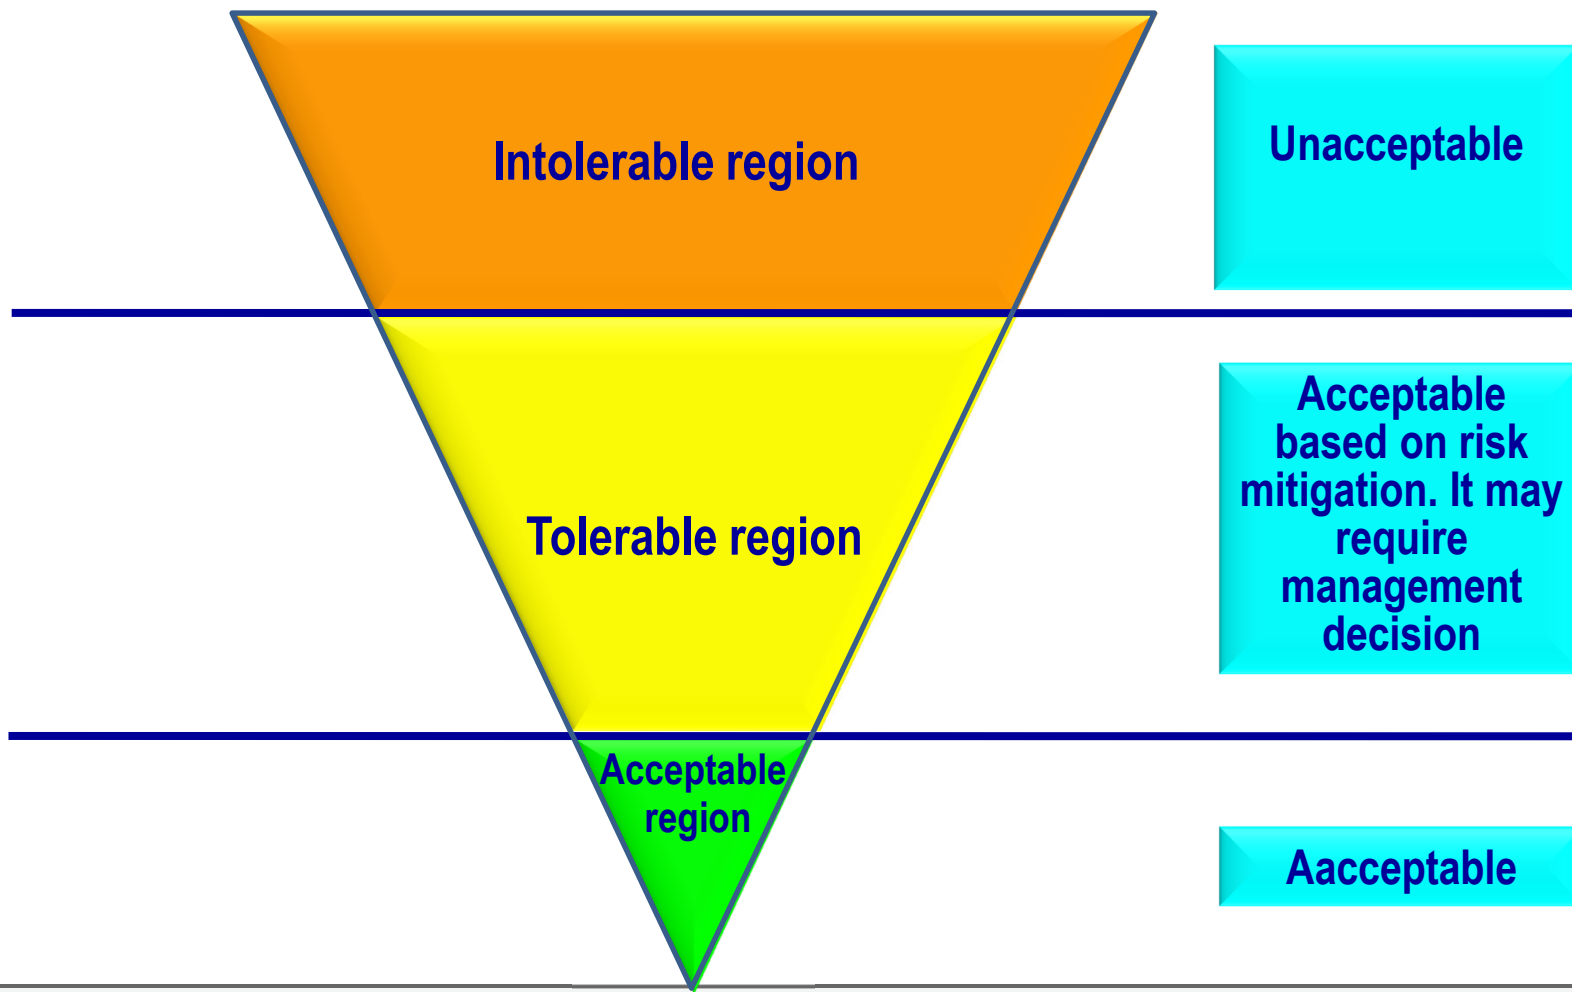 Intolerable region
Unacceptable
Tolerable region
Acceptable
based on risk
mitigation. It may
require
management
decision
Acceptable
region
Aacceptable